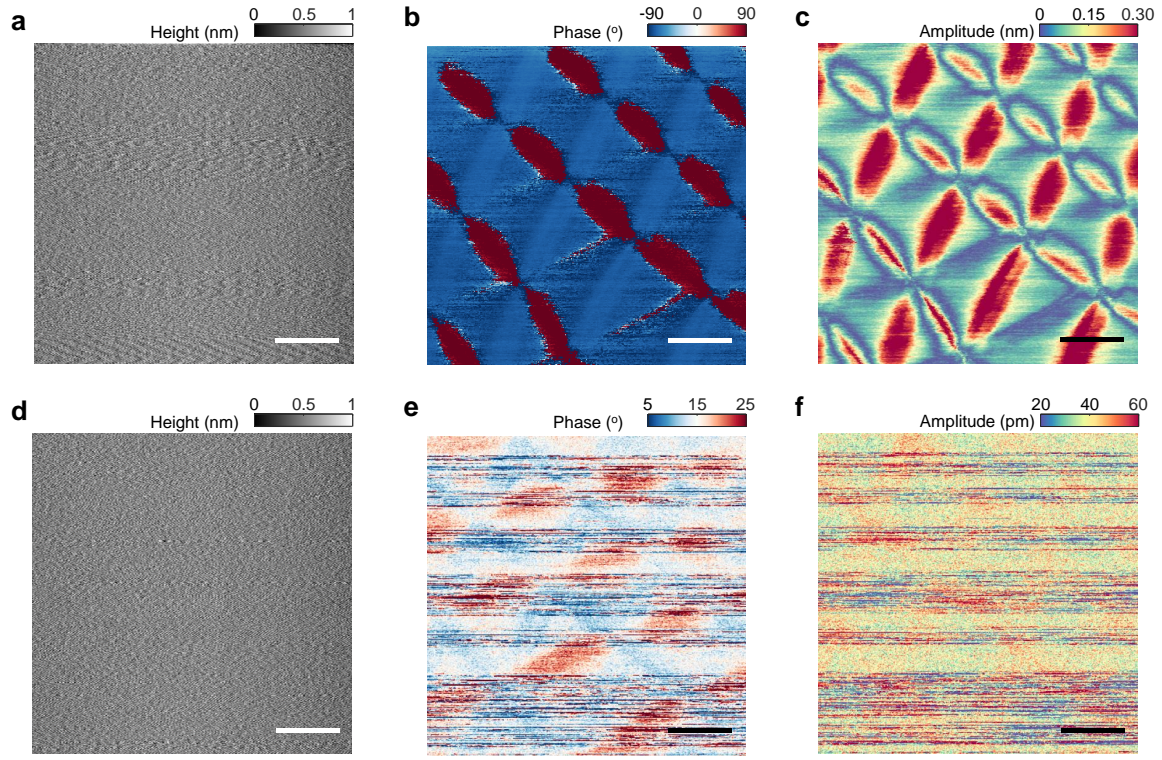 a
0 0.5 1
Height (nm)
b
-90 0 90
Phase (°)
c
0 0.15 0.30
Amplitude (nm)
d
0 0.5 1
Height (nm)
e
5 15 25
Phase (°)
f
20 40 60
Amplitude (pm)